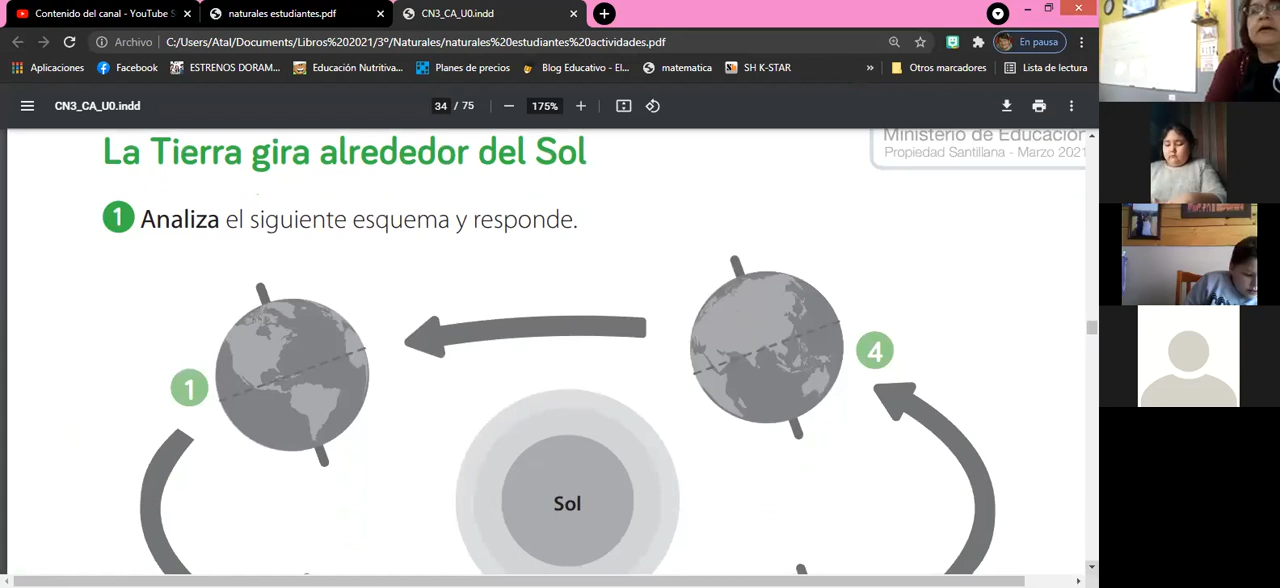 Contenido del canal - YouTube S
naturales estudiantes.pdf
CN3_CA_U0.indd
Archivo
C:/Users/Atal/Documents/Libros%202021/3º/Naturales/naturales%20estudiantes%20actividades.pdf
En pausa
Aplicaciones
Facebook
ESTRENOS DORAM...
Educación Nutritiva...
Planes de precios
Blog Educativo - El...
matematica
SH K-STAR
»
Otros marcadores
Lista de lectura
CN3_CA_U0.indd
34 / 75
175%
Ministerio de Educación
Propiedad Santillana - Marzo 2021
La Tierra gira alrededor del Sol
1 Analiza el siguiente esquema y responde.
1
4
Sol